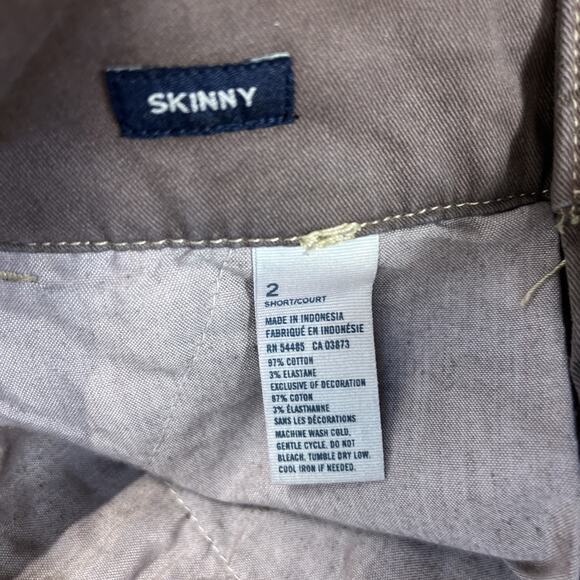 SKINNY
2
SHORT/COURT
MADE IN INDONESIA
FABRIQUÉ EN INDONÉSIE
RN 54485 CA 03873
97% COTTON
3% ELASTANE
EXCLUSIVE OF DECORATION
97% COTON
3% ÉLASTHANNE
SANS LES DÉCORATIONS
MACHINE WASH COLD,
GENTLE CYCLE. DO NOT
BLEACH. TUMBLE DRY LOW.
COOL IRON IF NEEDED.